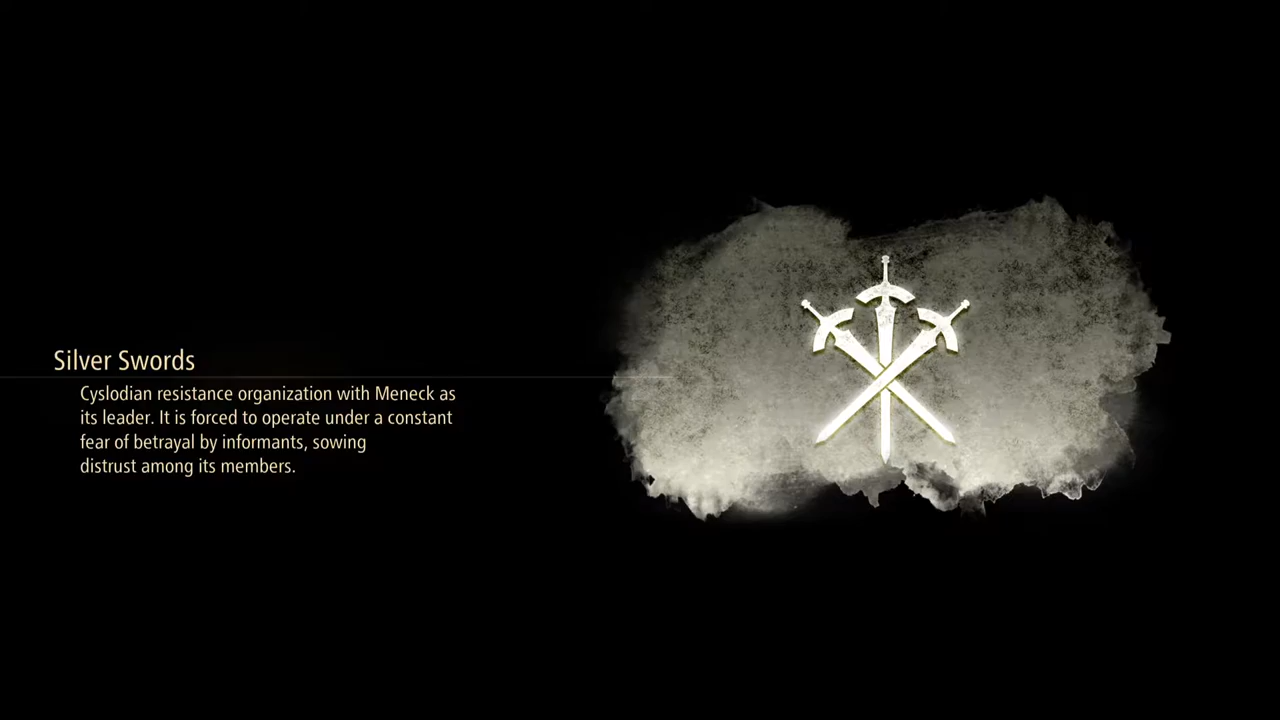 Silver Swords
Cyslodian resistance organization with Meneck as
its leader. It is forced to operate under a constant
fear of betrayal by informants, sowing
distrust among its members.